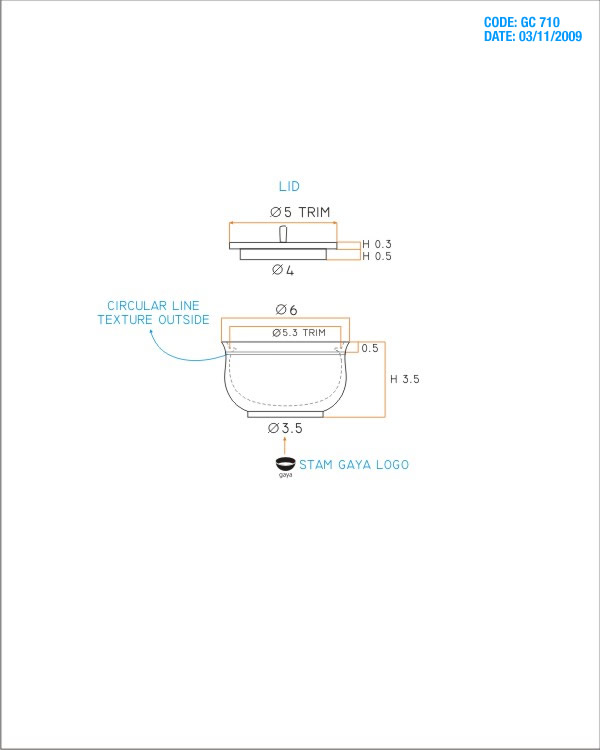 CODE: GC 710
DATE: 03/11/2009
LID
Ø5 TRIM
H 0.3
H 0.5
Ø4
CIRCULAR LINE
TEXTURE OUTSIDE
Ø6
Ø5.3 TRIM
0.5
H 3.5
Ø3.5
STAM GAYA LOGO
gaya